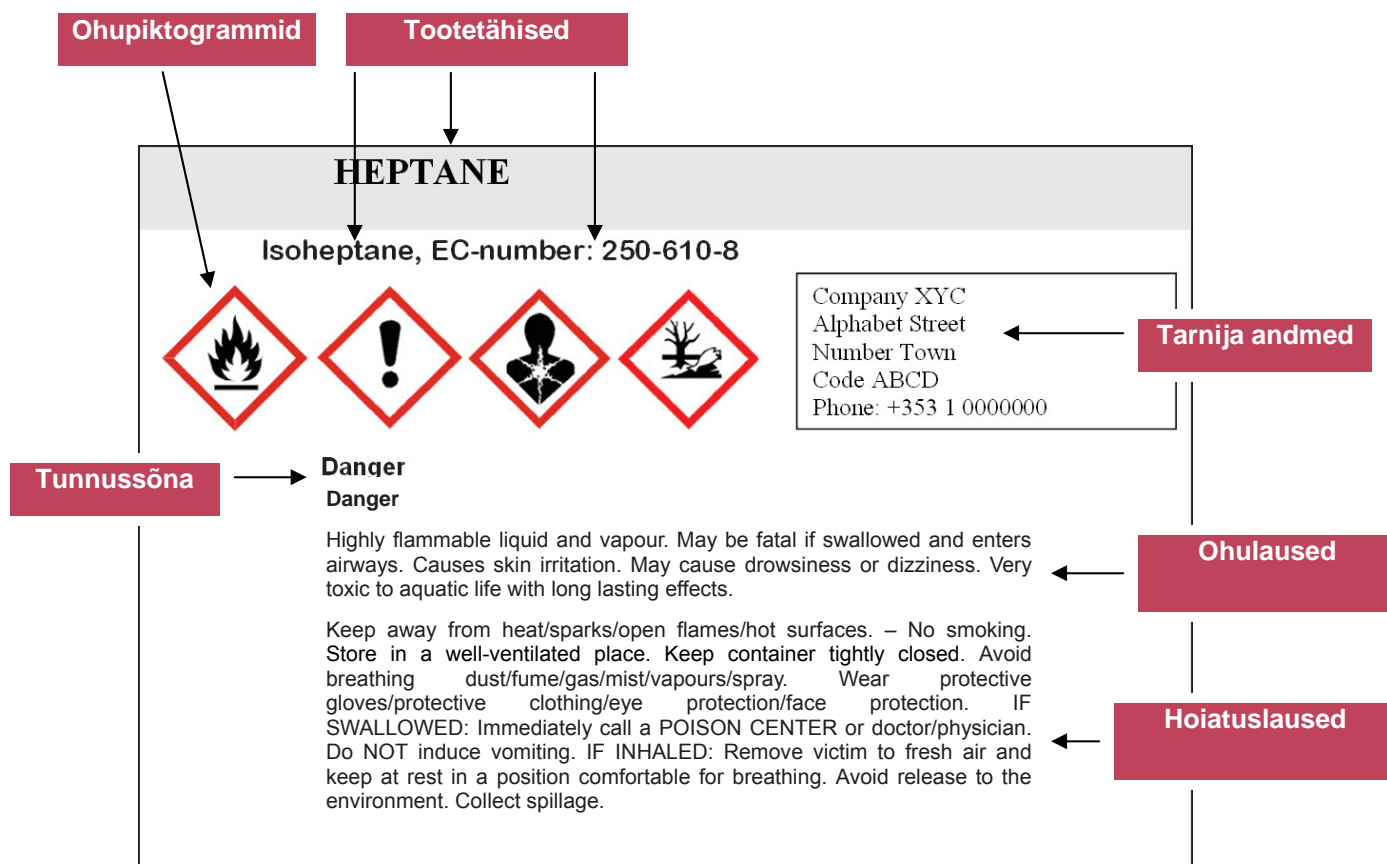 Ohupiktogrammid
Tootetähised
HEPTANE
Isoheptane, EC-number: 250-610-8
Company XYC
Alphabet Street
Number Town
Code ABCD
Phone: +353 1 0000000
Tarnija andmed
Tunnussõna
Danger
Danger
Highly flammable liquid and vapour. May be fatal if swallowed and enters
airways. Causes skin irritation. May cause drowsiness or dizziness. Very
toxic to aquatic life with long lasting effects.
Ohulaused
Keep away from heat/sparks/open flames/hot surfaces. – No smoking.
Store in a well-ventilated place. Keep container tightly closed. Avoid
breathing dust/fume/gas/mist/vapours/spray. Wear protective
gloves/protective clothing/eye protection/face protection. IF
SWALLOWED: Immediately call a POISON CENTER or doctor/physician.
Do NOT induce vomiting. IF INHALED: Remove victim to fresh air and
keep at rest in a position comfortable for breathing. Avoid release to the
environment. Collect spillage.
Hoiatuslaused